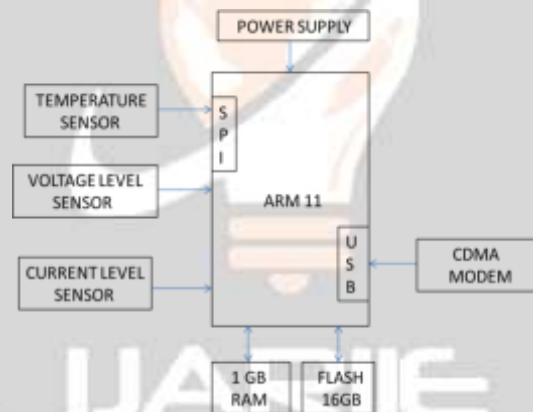 POWER SUPPLY
TEMPERATURE
SENSOR
S
P
I
VOLTAGE LEVEL
SENSOR
ARM 11
U
S
B
CDMA
MODEM
CURRENT LEVEL
SENSOR
1 GB
RAM
FLASH
16GB
IJARIIE